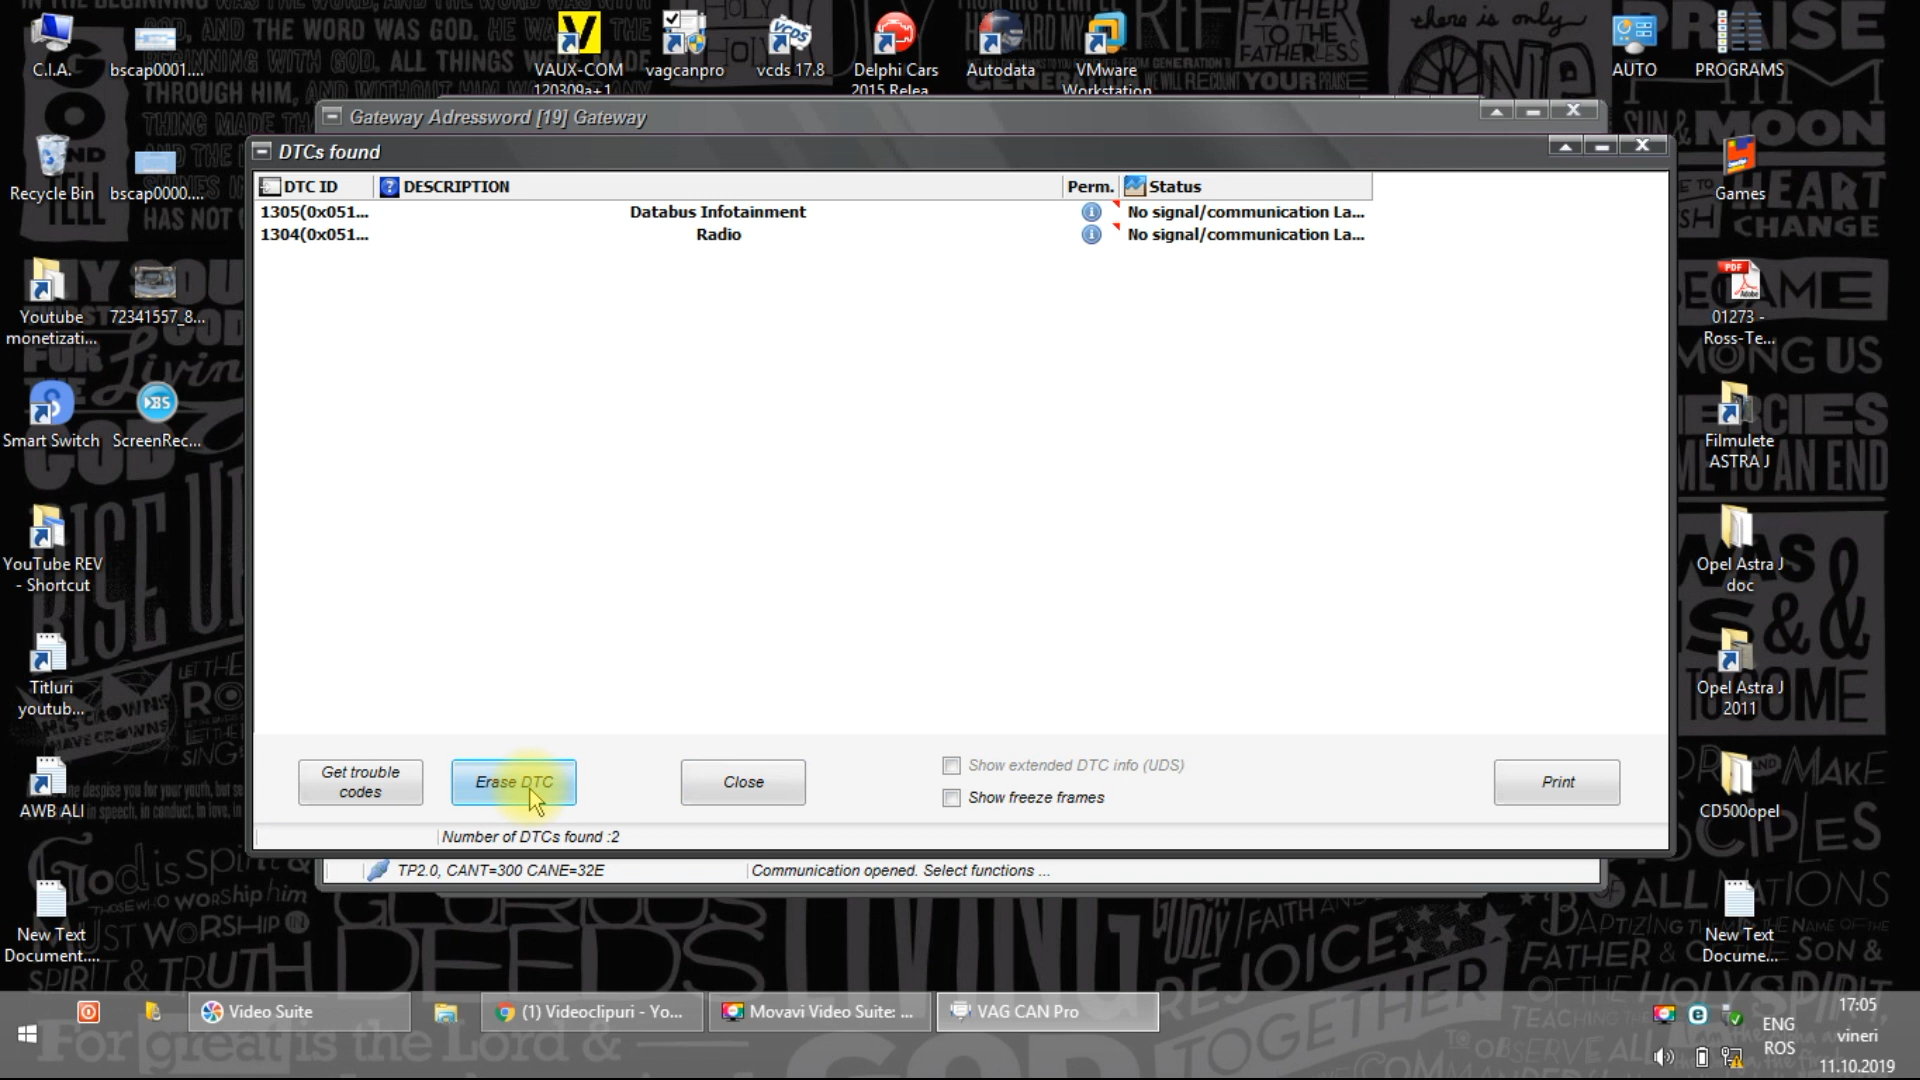 C.I.A.
bscap0001....
VAUX-COM
120309a+1
vagcanpro
vcds 17.8
Delphi Cars
2015 Relea
Autodata
VMware
Workstation
AUTO
PROGRAMS
Gateway Adressword [19] Gateway
DTCs found
DTC ID
DESCRIPTION
Perm.
Status
1305(0x051...
Databus Infotainment
No signal/communication La...
1304(0x051...
Radio
No signal/communication La...
Recycle Bin
bscap0000....
Games
Youtube
monetizati...
72341557_8...
01273 -
Ross-Te...
Smart Switch
ScreenRec...
Filmulete
ASTRA J
YouTube REV
- Shortcut
Opel Astra J
doc
Titluri
youtub...
Opel Astra J
2011
AWB ALI
CD500opel
New Text
Document....
New Text
Docume...
Get trouble
codes
Erase DTC
Close
Show extended DTC info (UDS)
Show freeze frames
Print
Number of DTCs found :2
TP2.0, CANT=300 CANE=32E
Communication opened. Select functions ...
Video Suite
(1) Videoclipuri - Yo...
Movavi Video Suite: ...
VAG CAN Pro
ENG
ROS
17:05
vineri
11.10.2019